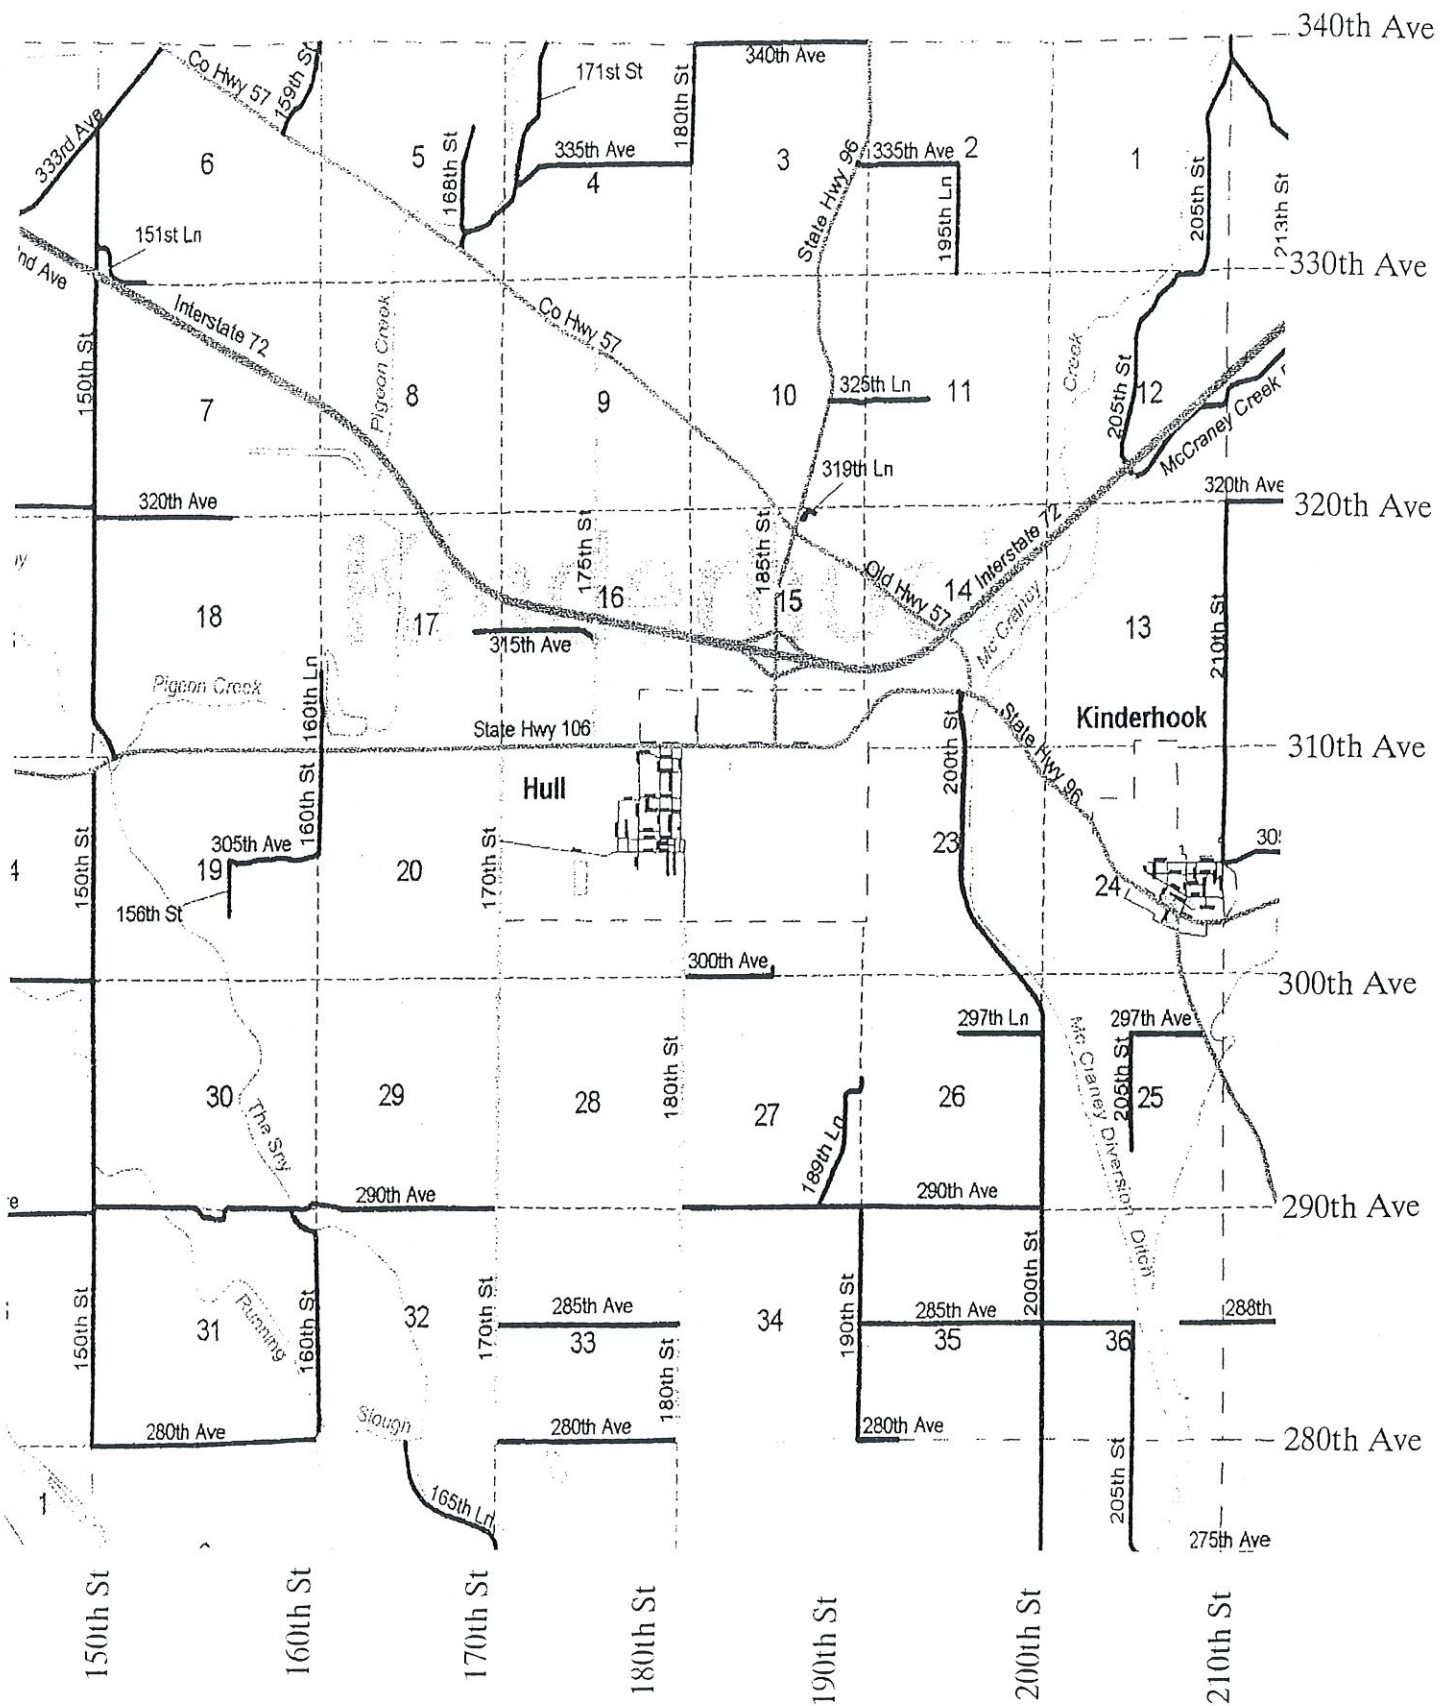 340th Ave
Co Hwy 57
159th St
171st St
180th St
340th Ave
333rd Ave
6
5
168th St
335th Ave
4
3
State Hwy 96
335th Ave
2
1
205th St
213th St
195th Ln
151st Ln
nd Ave
330th Ave
Interstate 72
Pigeon Creek
Co Hwy 57
Creek
150th St
7
8
9
10
325th Ln
11
205th St
12
McCraney Creek
319th Ln
320th Ave
320th Ave
320th Ave
175th St
185th St
Interstate 72
Old Hwy 57
18
17
16
15
14
13
Mc Craney
210th St
315th Ave
Pigeon Creek
160th Ln
State Hwy 106
200th St
State Hwy 96
Kinderhook
310th Ave
Hull
160th St
150th St
305th Ave
19
20
170th St
23
24
30
4
156th St
300th Ave
300th Ave
297th Ln
297th Ave
180th St
205th St
Mc Craney Diversion Ditch
30
The Sny
29
28
27
189th Ln
26
25
290th Ave
290th Ave
290th Ave
e
150th St
Running
31
160th St
32
170th St
285th Ave
33
180th St
34
190th St
285th Ave
35
200th St
36
288th
Slough
280th Ave
280th Ave
280th Ave
280th Ave
1
165th Ln
205th St
275th Ave
150th St
160th St
170th St
180th St
190th St
200th St
210th St